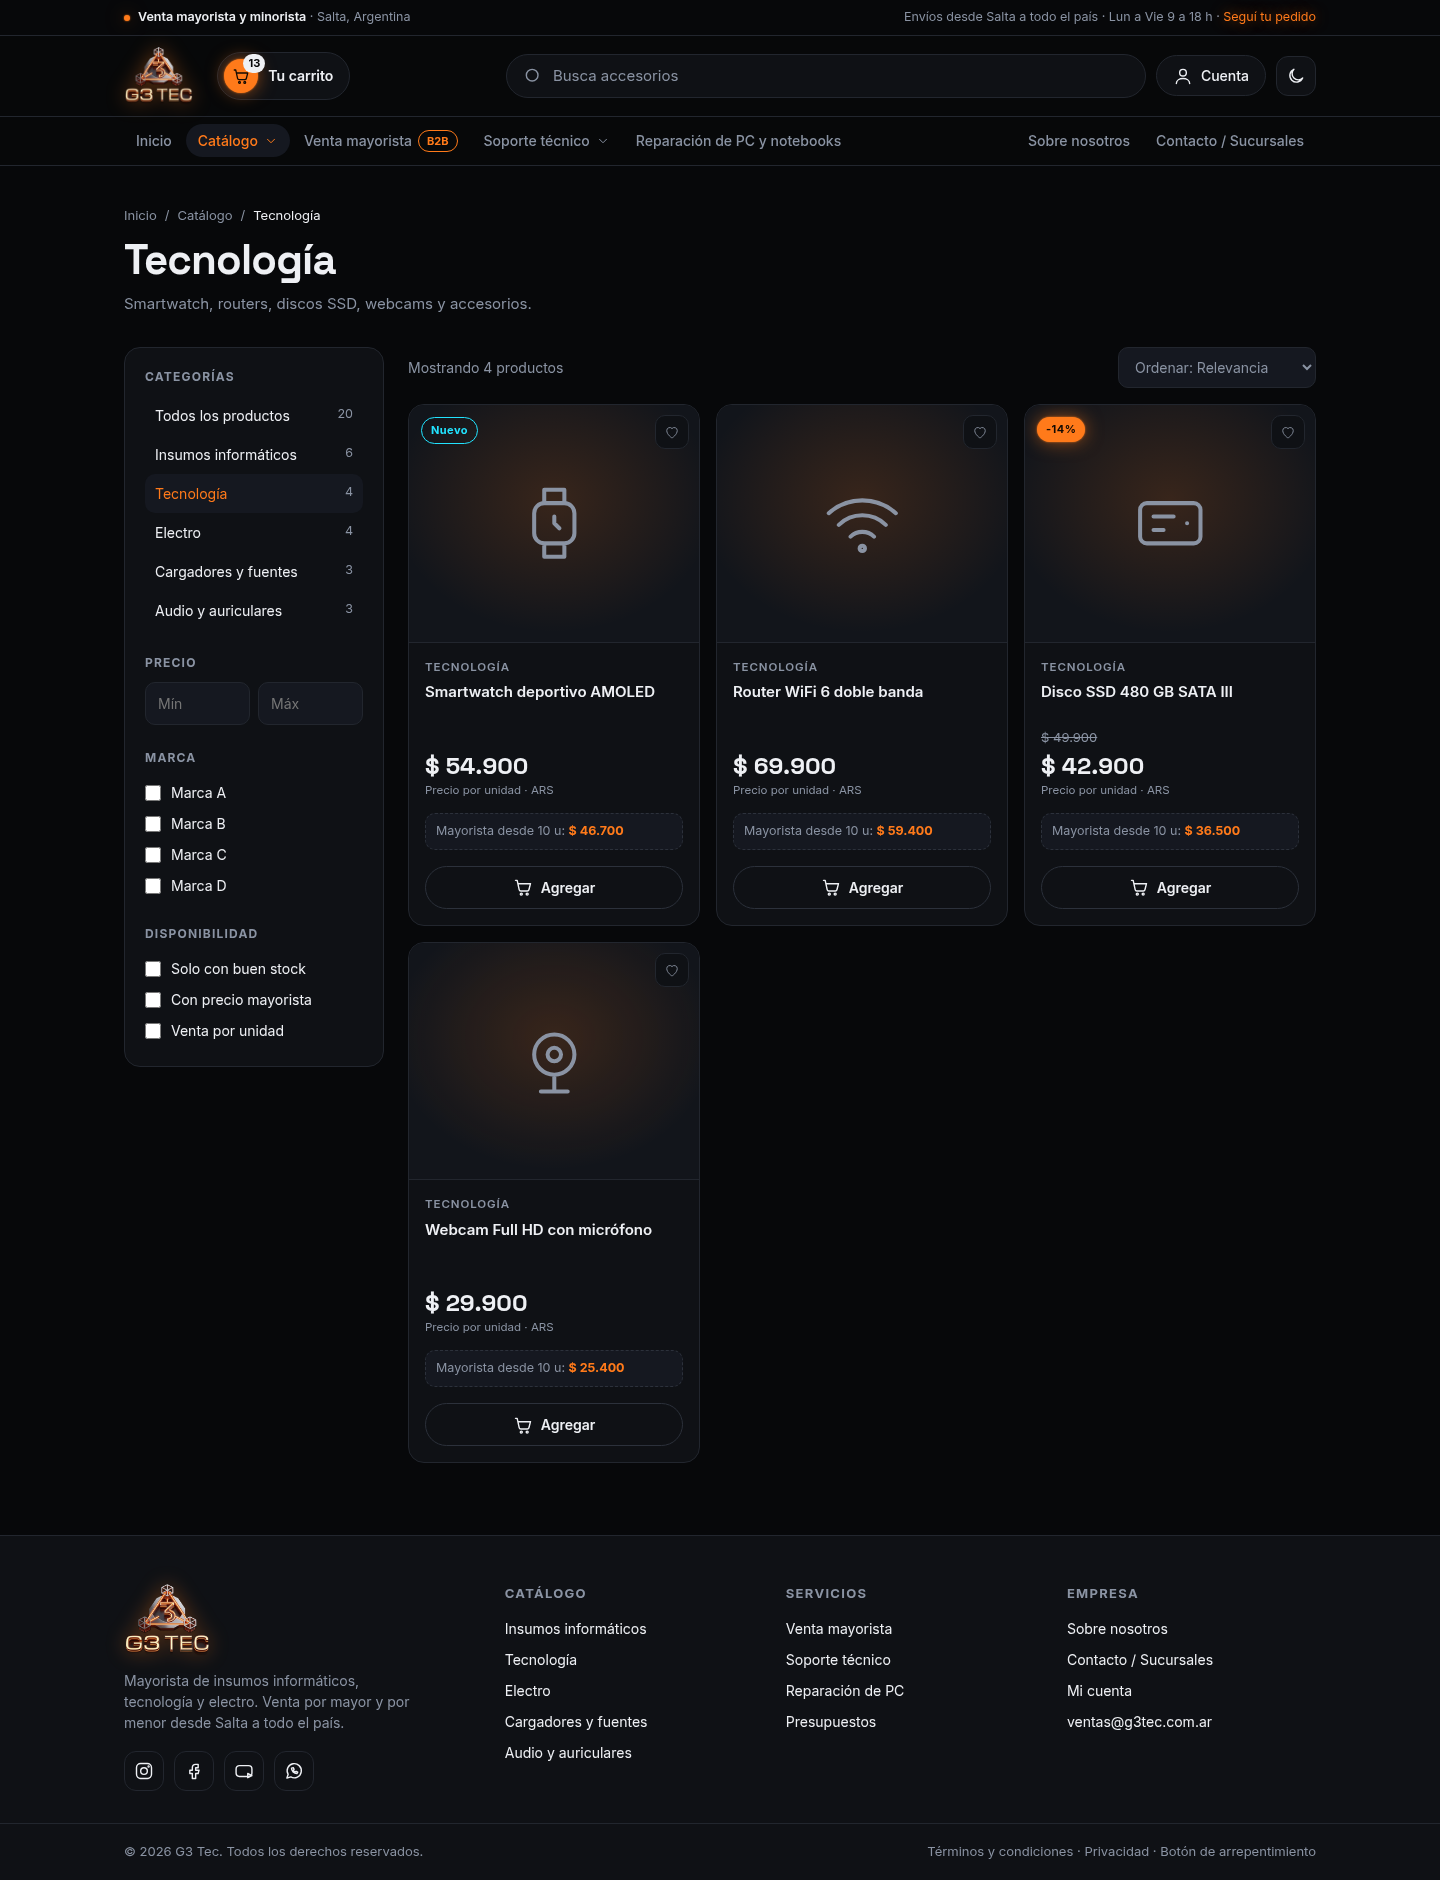 Venta mayorista y minorista · Salta, Argentina
Envíos desde Salta a todo el país · Lun a Vie 9 a 18 h · Seguí tu pedido
G3 TEC
13
Tu carrito
Busca accesorios
Cuenta
Inicio
Catálogo
Venta mayorista B2B
Soporte técnico
Reparación de PC y notebooks
Sobre nosotros
Contacto / Sucursales
Inicio / Catálogo / Tecnología
Tecnología
Smartwatch, routers, discos SSD, webcams y accesorios.
CATEGORÍAS
Todos los productos 20
Insumos informáticos 6
Tecnología 4
Electro 4
Cargadores y fuentes 3
Audio y auriculares 3
PRECIO
Mín
Máx
MARCA
Marca A
Marca B
Marca C
Marca D
DISPONIBILIDAD
Solo con buen stock
Con precio mayorista
Venta por unidad
Mostrando 4 productos
Ordenar: Relevancia
Nuevo
TECNOLOGÍA
Smartwatch deportivo AMOLED
$ 54.900
Precio por unidad · ARS
Mayorista desde 10 u: $ 46.700
Agregar
TECNOLOGÍA
Router WiFi 6 doble banda
$ 69.900
Precio por unidad · ARS
Mayorista desde 10 u: $ 59.400
Agregar
-14%
TECNOLOGÍA
Disco SSD 480 GB SATA III
$ 49.900
$ 42.900
Precio por unidad · ARS
Mayorista desde 10 u: $ 36.500
Agregar
TECNOLOGÍA
Webcam Full HD con micrófono
$ 29.900
Precio por unidad · ARS
Mayorista desde 10 u: $ 25.400
Agregar
3
G3 TEC
Mayorista de insumos informáticos,
tecnología y electro. Venta por mayor y por
menor desde Salta a todo el país.
CATÁLOGO
Insumos informáticos
Tecnología
Electro
Cargadores y fuentes
Audio y auriculares
SERVICIOS
Venta mayorista
Soporte técnico
Reparación de PC
Presupuestos
EMPRESA
Sobre nosotros
Contacto / Sucursales
Mi cuenta
ventas@g3tec.com.ar
© 2026 G3 Tec. Todos los derechos reservados.
Términos y condiciones · Privacidad · Botón de arrepentimiento